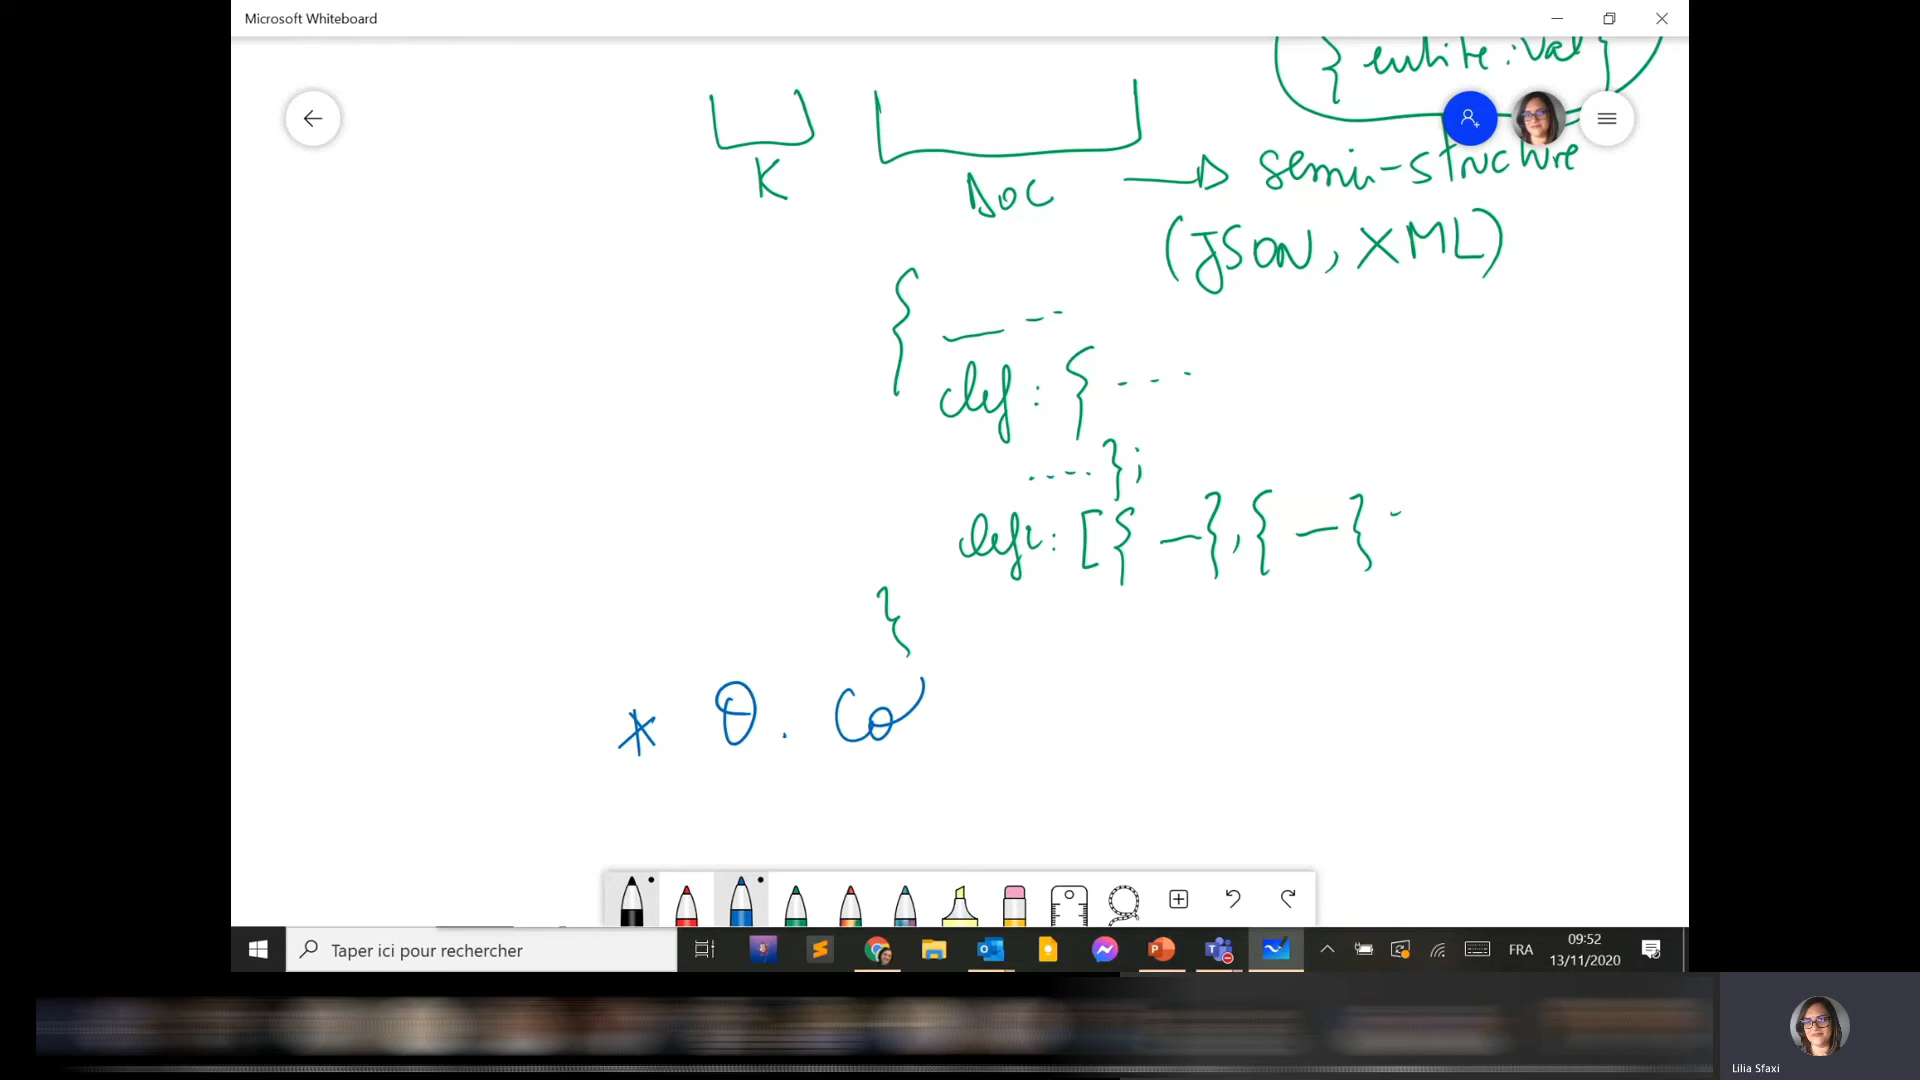 Microsoft Whiteboard
{ entite : val }
K
DOC → semi-structure
(JSON, XML)
{ — - -
clef : { - - -
.... } ;
clef2 : [ { — } , { — } -
}
* O. Co
Taper ici pour rechercher
FRA
09:52
13/11/2020
Lilia Sfaxi